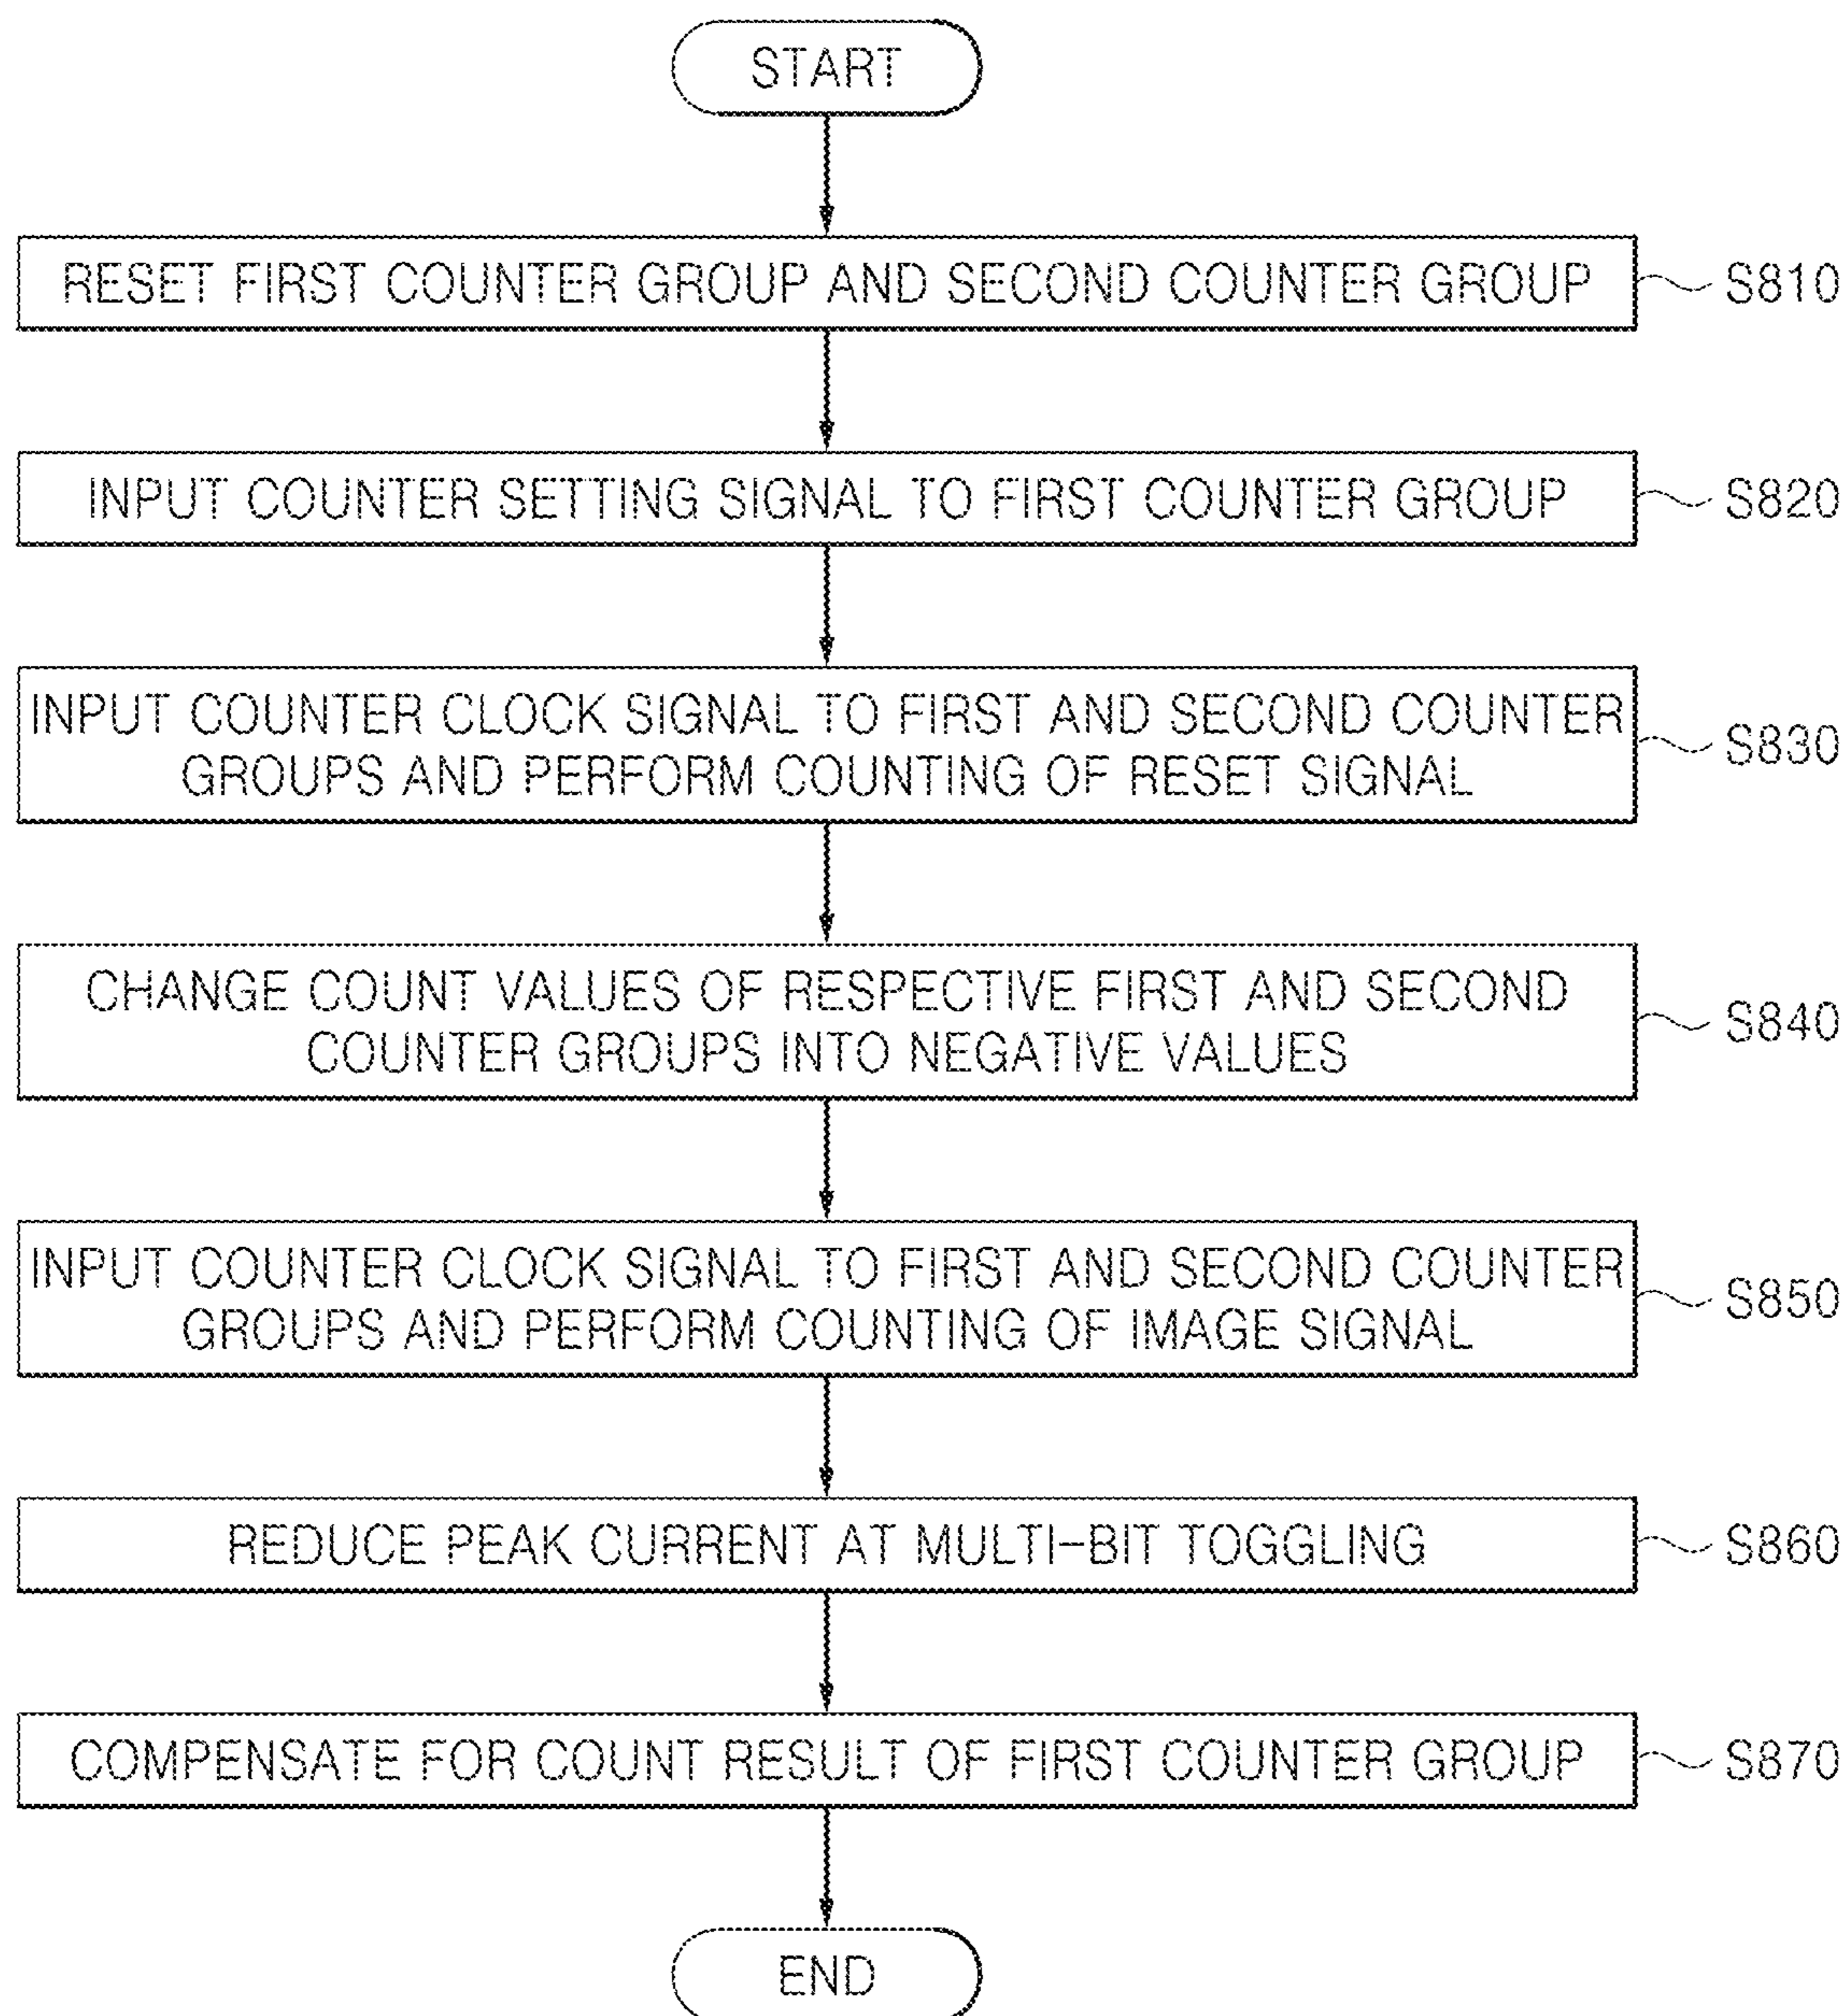 START
RESET FIRST COUNTER GROUP AND SECOND COUNTER GROUP
S810
INPUT COUNTER SETTING SIGNAL TO FIRST COUNTER GROUP
S820
INPUT COUNTER CLOCK SIGNAL TO FIRST AND SECOND COUNTER
GROUPS AND PERFORM COUNTING OF RESET SIGNAL
S830
CHANGE COUNT VALUES OF RESPECTIVE FIRST AND SECOND
COUNTER GROUPS INTO NEGATIVE VALUES
S840
INPUT COUNTER CLOCK SIGNAL TO FIRST AND SECOND COUNTER
GROUPS AND PERFORM COUNTING OF IMAGE SIGNAL
S850
REDUCE PEAK CURRENT AT MULTI-BIT TOGGLING
S860
COMPENSATE FOR COUNT RESULT OF FIRST COUNTER GROUP
S870
END